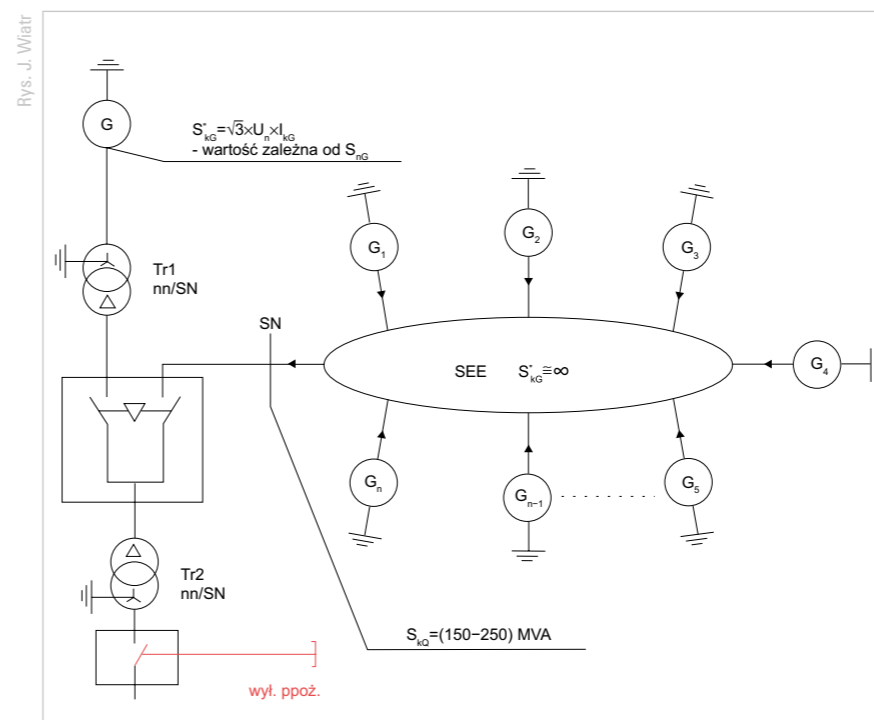 Rys. J. Wiatr
G
S"kG=√3×Un×IkG
- wartość zależna od SnG
Tr1
nn/SN
SN
G1
G2
G3
G4
SEE S"kG≅∞
Gn
Gn−1
G5
Tr2
nn/SN
SkQ=(150−250) MVA
wył. ppoż.